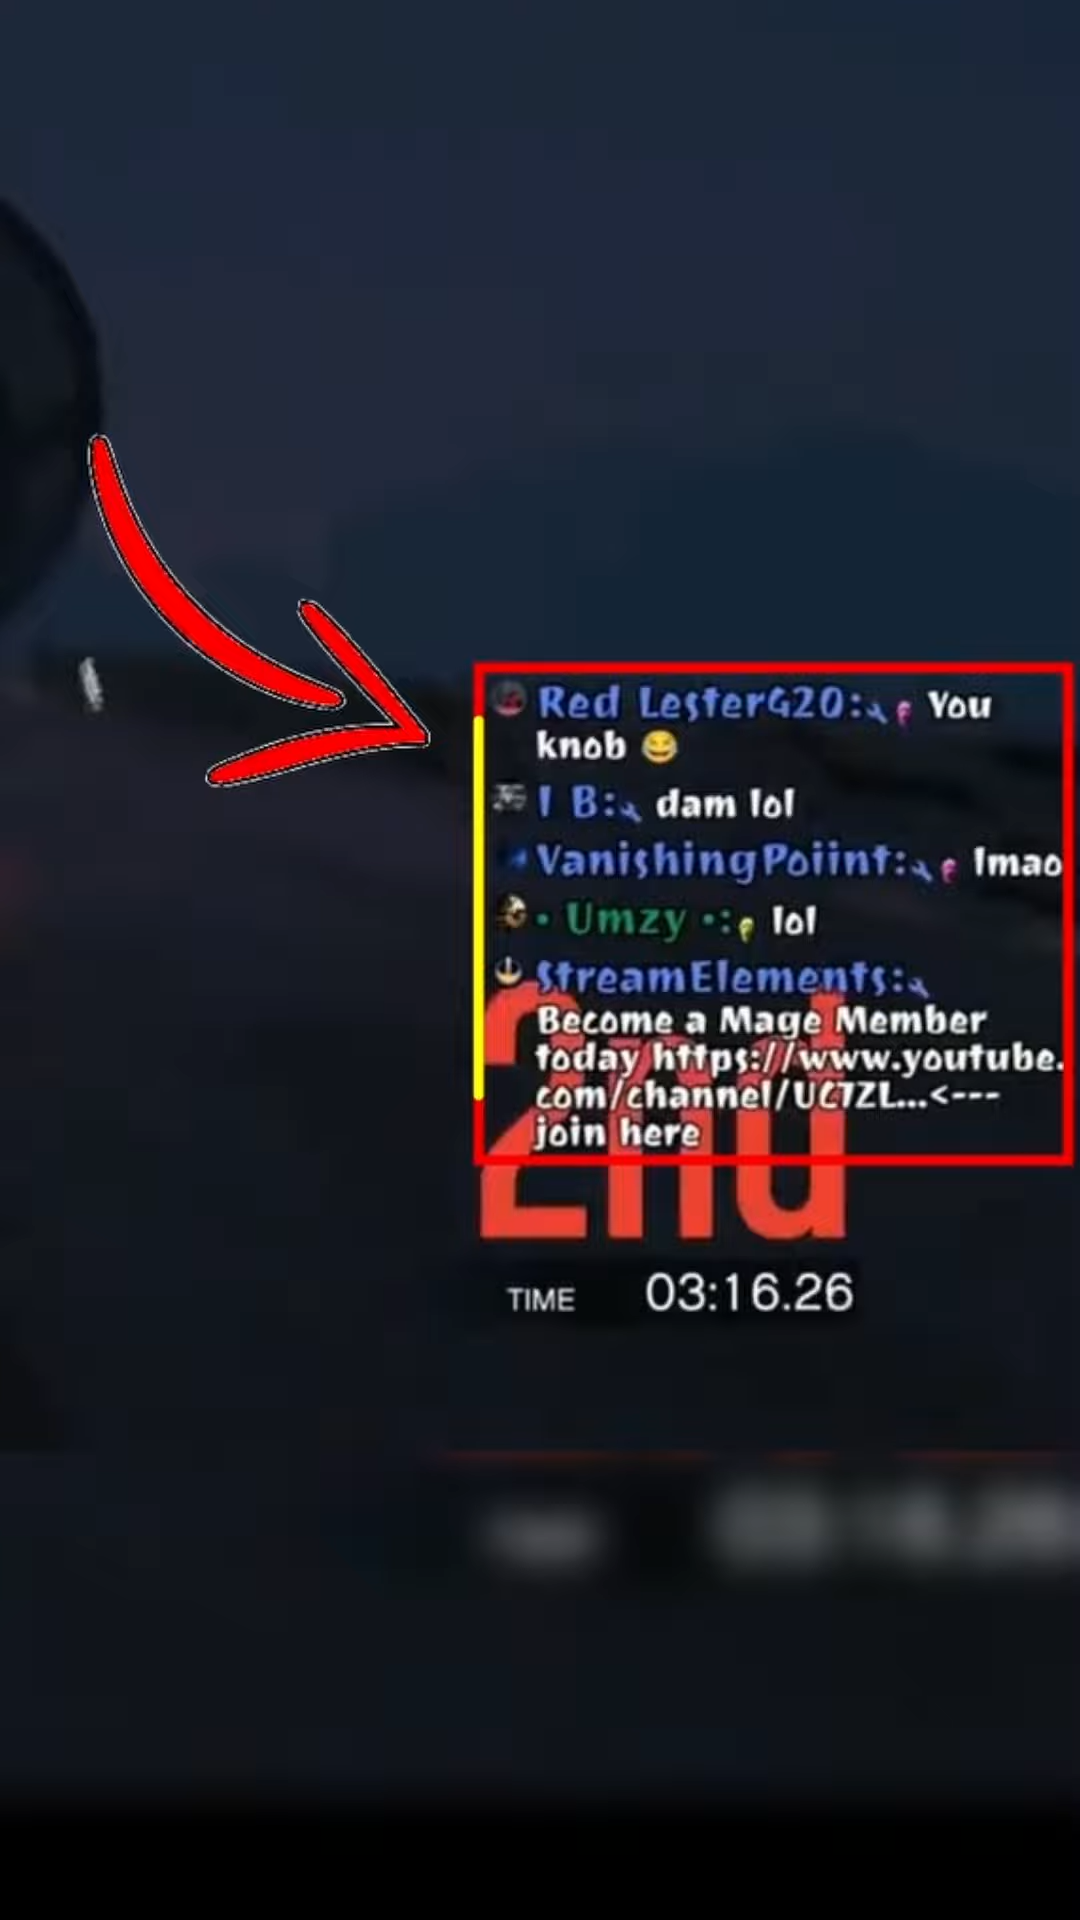 Red Lester420: You
knob 😂
I B: dam lol
VanishingPoiint: lmao
• Umzy •: lol
StreamElements:
Become a Mage Member
today https://www.youtube.
com/channel/UC7ZL...<---
join here
2nd
TIME 03:16.26